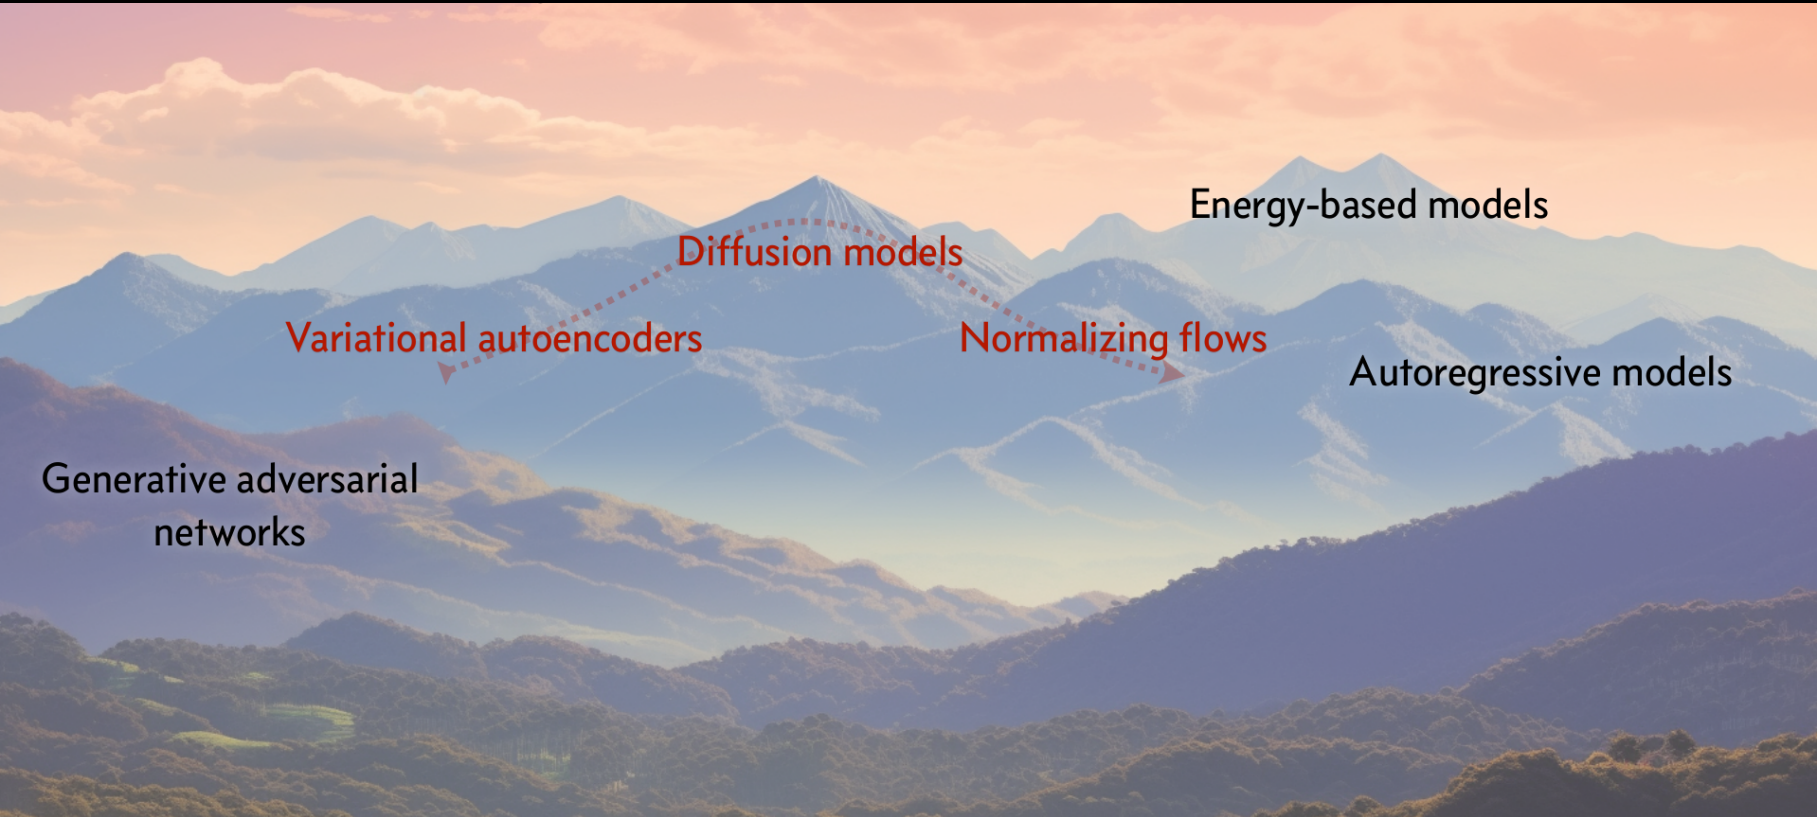 Energy-based models
Diffusion models
Variational autoencoders
Normalizing flows
Autoregressive models
Generative adversarial
networks